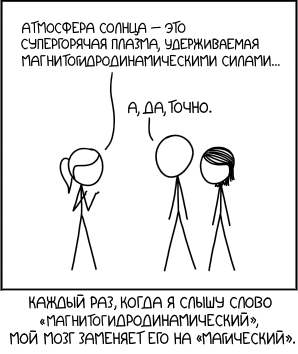 АТМОСФЕРА СОЛНЦА — ЭТО
СУПЕРГОРЯЧАЯ ПЛАЗМА, УДЕРЖИВАЕМАЯ
МАГНИТОГИДРОДИНАМИЧЕСКИМИ СИЛАМИ...
А, ДА, ТОЧНО.
КАЖДЫЙ РАЗ, КОГДА Я СЛЫШУ СЛОВО
«МАГНИТОГИДРОДИНАМИЧЕСКИЙ»,
МОЙ МОЗГ ЗАМЕНЯЕТ ЕГО НА «МАГИЧЕСКИЙ».